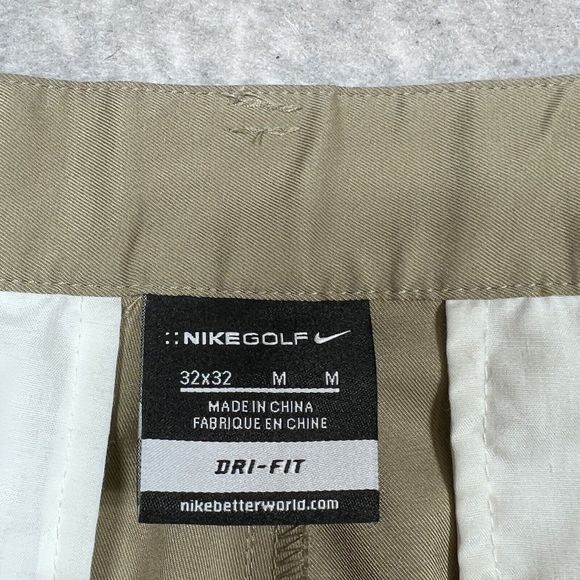 ::NIKEGOLF
32x32 M M
MADE IN CHINA
FABRIQUE EN CHINE
DRI-FIT
nikebetterworld.com